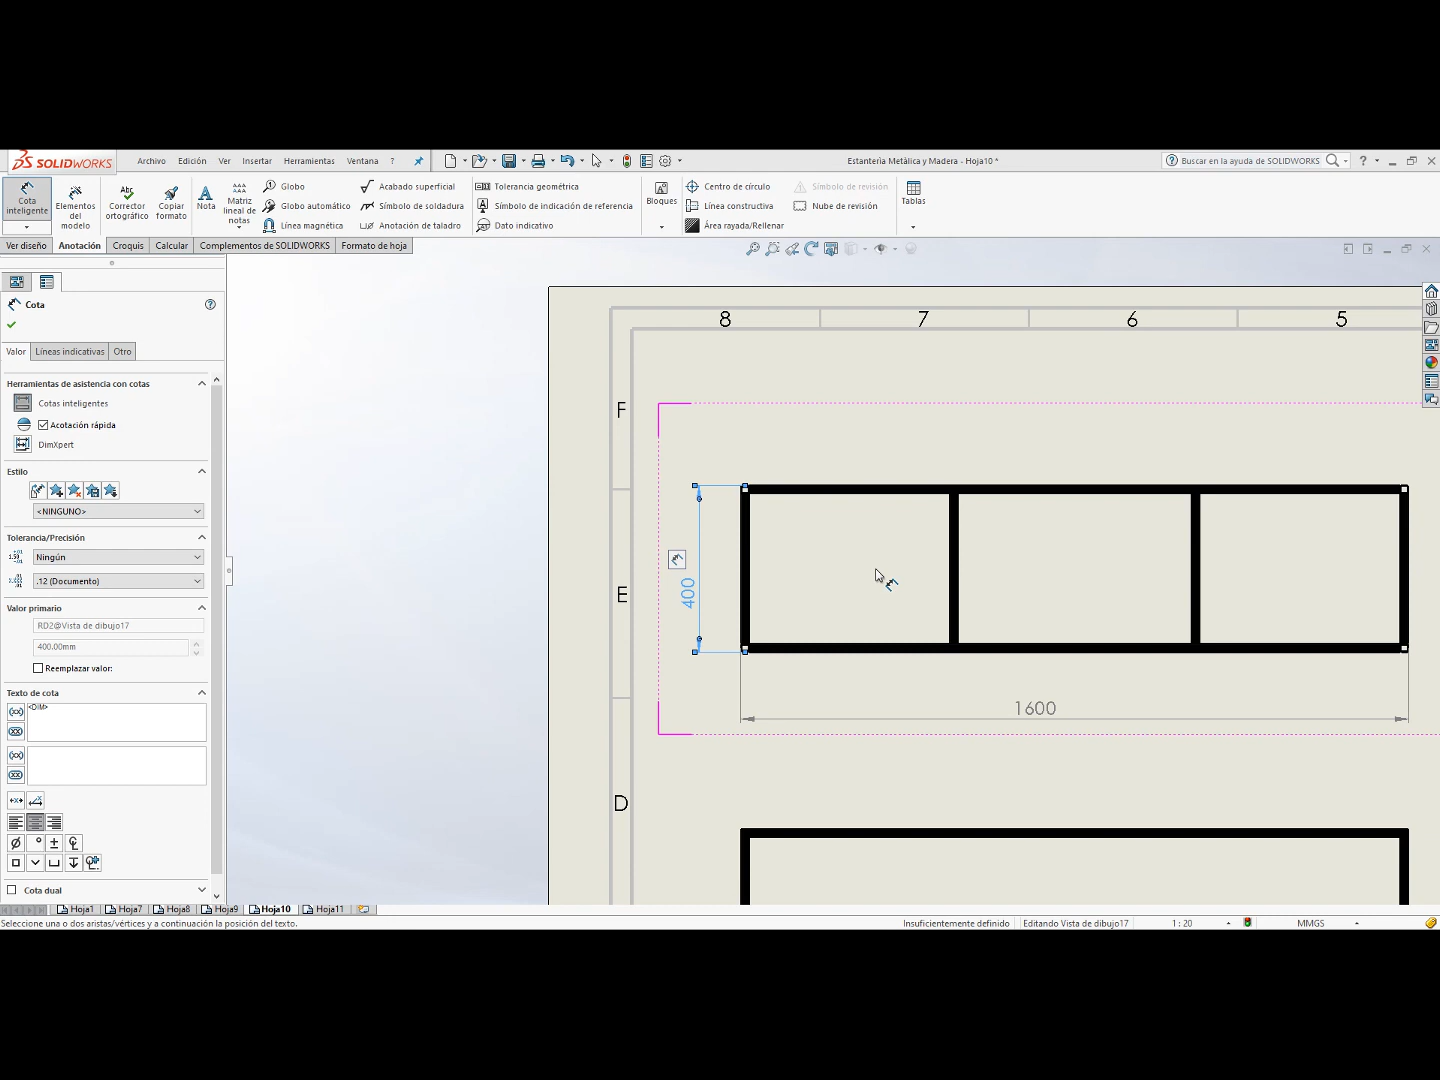 SOLIDWORKS
Archivo Edición Ver Insertar Herramientas Ventana ?
Estantería Metálica y Madera - Hoja10 *
Buscar en la ayuda de SOLIDWORKS
Cota inteligente
Elementos del modelo
Corrector ortográfico
Copiar formato
Nota
Matriz lineal de notas
Globo
Globo automático
Línea magnética
Acabado superficial
Símbolo de soldadura
Anotación de taladro
Tolerancia geométrica
Símbolo de indicación de referencia
Dato indicativo
Bloques
Centro de círculo
Línea constructiva
Área rayada/Rellenar
Símbolo de revisión
Nube de revisión
Tablas
Ver diseño Anotación Croquis Calcular Complementos de SOLIDWORKS Formato de hoja
Cota
Valor Líneas indicativas Otro
Herramientas de asistencia con cotas
Cotas inteligentes
Acotación rápida
DimXpert
Estilo
<NINGUNO>
Tolerancia/Precisión
Ningún
.12 (Documento)
Valor primario
RD2@Vista de dibujo17
400.00mm
Reemplazar valor:
Texto de cota
<DIM>
Cota dual
8 7 6 5
F
E
D
400
1600
Hoja1 Hoja7 Hoja8 Hoja9 Hoja10 Hoja11
Seleccione una o dos aristas/vértices y a continuación la posición del texto.
Insuficientemente definido Editando Vista de dibujo17 1 : 20 MMGS